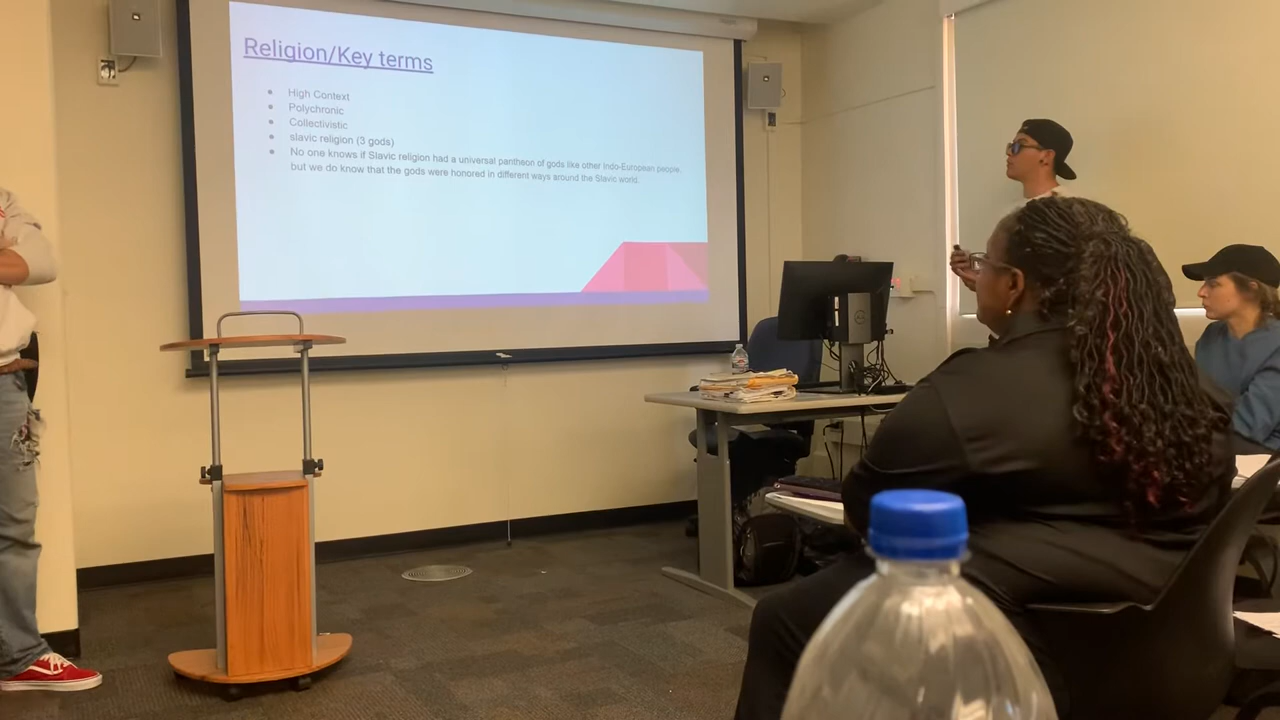 Religion/Key terms
High Context
Polychronic
Collectivistic
slavic religion (3 gods)
No one knows if Slavic religion had a universal pantheon of gods like other Indo-European people,
but we do know that the gods were honored in different ways around the Slavic world.